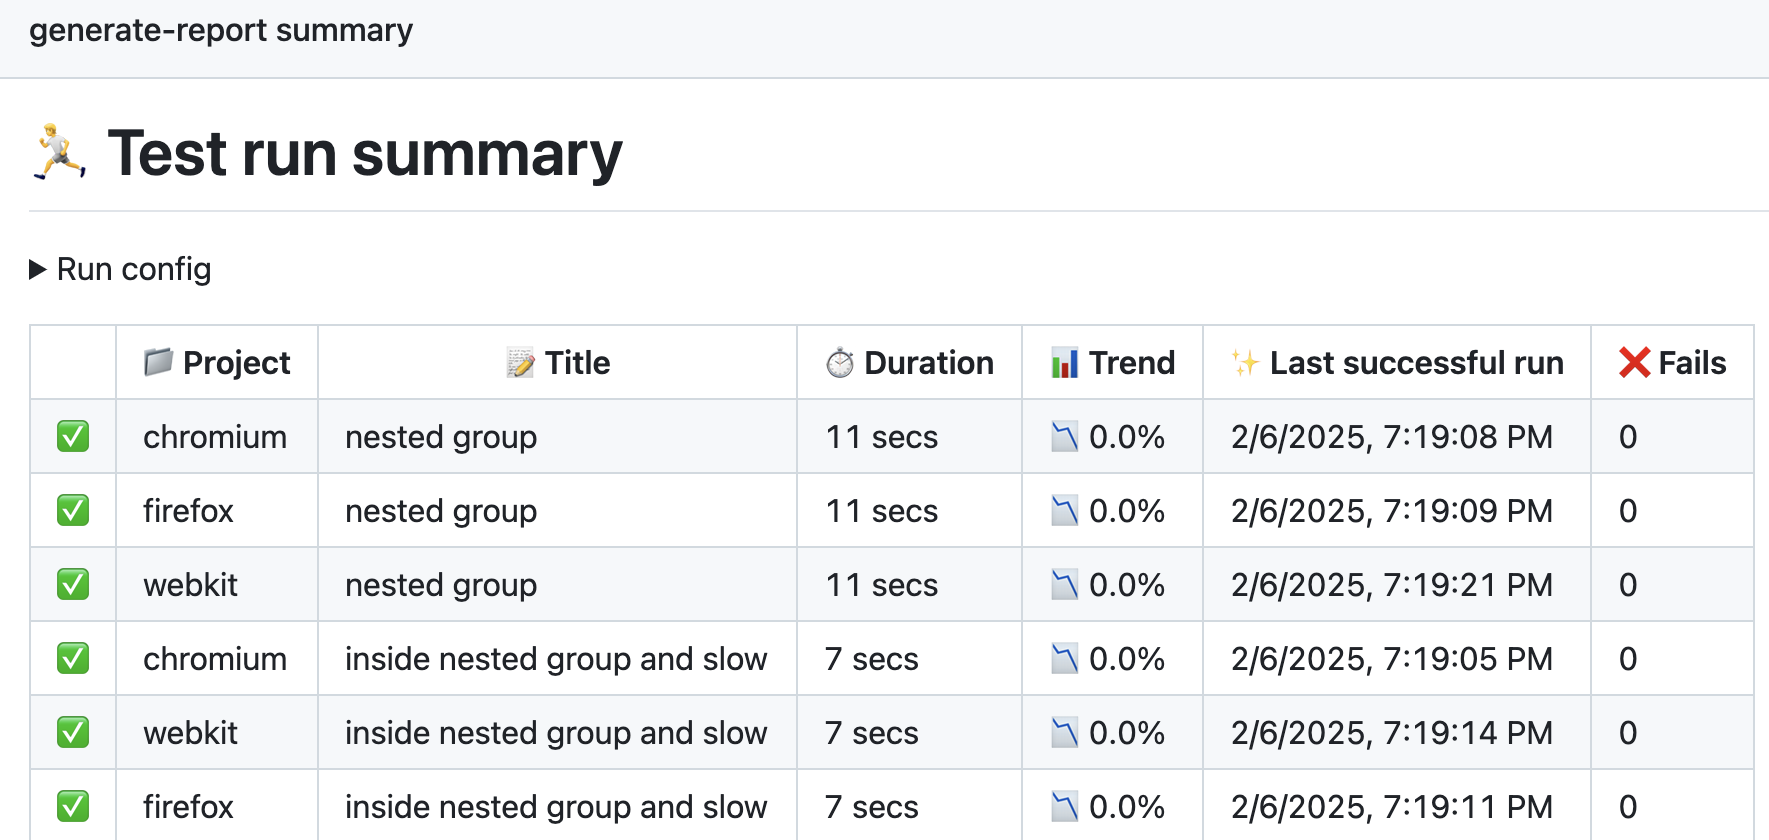 generate-report summary
Test run summary
Run config
Project Title Duration Trend Last successful run Fails
chromium nested group 11 secs 0.0% 2/6/2025, 7:19:08 PM 0
firefox nested group 11 secs 0.0% 2/6/2025, 7:19:09 PM 0
webkit nested group 11 secs 0.0% 2/6/2025, 7:19:21 PM 0
chromium inside nested group and slow 7 secs 0.0% 2/6/2025, 7:19:05 PM 0
webkit inside nested group and slow 7 secs 0.0% 2/6/2025, 7:19:14 PM 0
firefox inside nested group and slow 7 secs 0.0% 2/6/2025, 7:19:11 PM 0